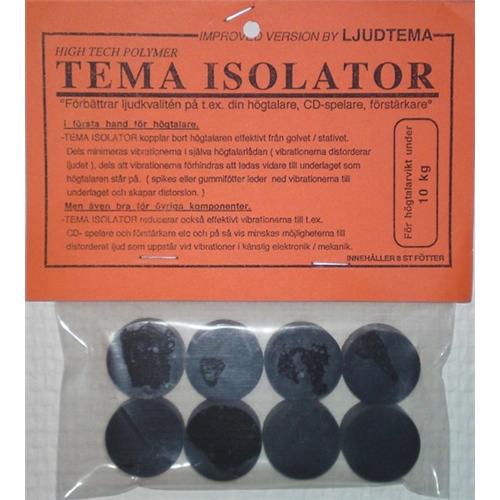 IMPROVED VERSION BY LJUDTEMA
HIGH TECH POLYMER
TEMA ISOLATOR
"Förbättrar ljudkvalitén på t.ex. din högtalare, CD-spelare, förstärkare"
I första hand för högtalare.
-TEMA ISOLATOR kopplar bort högtalaren effektivt från golvet / stativet.
Dels minimeras vibrationerna i själva högtalarlådan ( vibrationerna distorderar
ljudet ), dels att vibrationerna förhindras att ledas vidare till underlaget som
högtalaren står på. ( spikes eller gummifötter leder ned vibrationerna till
underlaget och skapar distorsion. )
Men även bra för övriga komponenter.
-TEMA ISOLATOR reducerar också effektivt vibrationerna till t.ex.
CD- spelare och förstärkare etc och på så vis minskas möjligheterna till
distorderat ljud som uppstår vid vibrationer i känslig elektronik / mekanik.
För högtalarvikt under
10 kg
INNEHÅLLER 8 ST FÖTTER